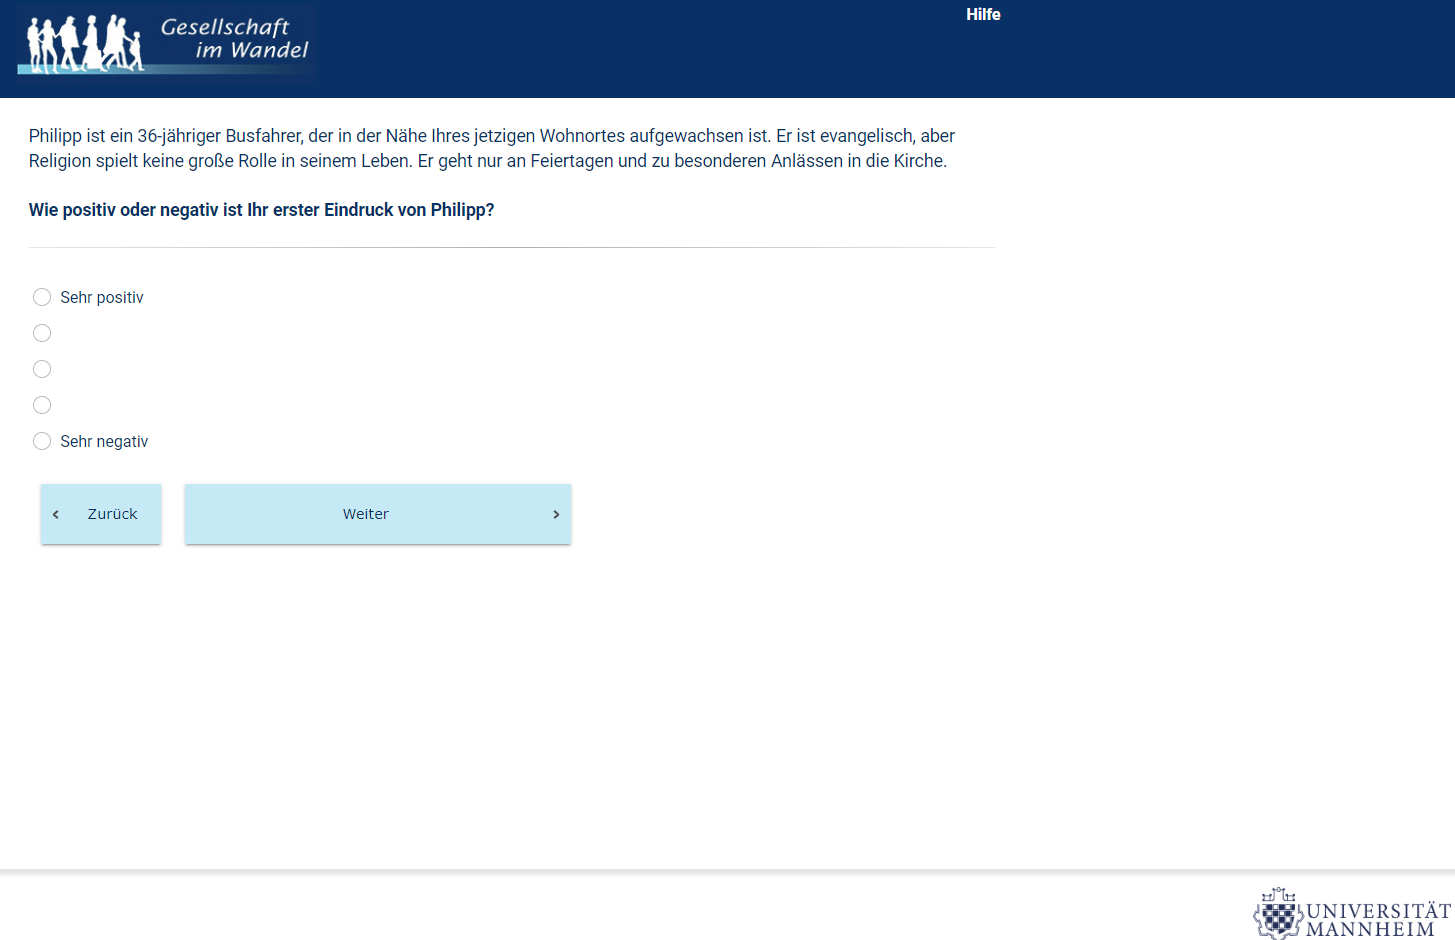 Gesellschaft
im Wandel
Hilfe
Philipp ist ein 36-jähriger Busfahrer, der in der Nähe Ihres jetzigen Wohnortes aufgewachsen ist. Er ist evangelisch, aber
Religion spielt keine große Rolle in seinem Leben. Er geht nur an Feiertagen und zu besonderen Anlässen in die Kirche.
Wie positiv oder negativ ist Ihr erster Eindruck von Philipp?
Sehr positiv
Sehr negativ
‹ Zurück
Weiter ›
UNIVERSITÄT
MANNHEIM